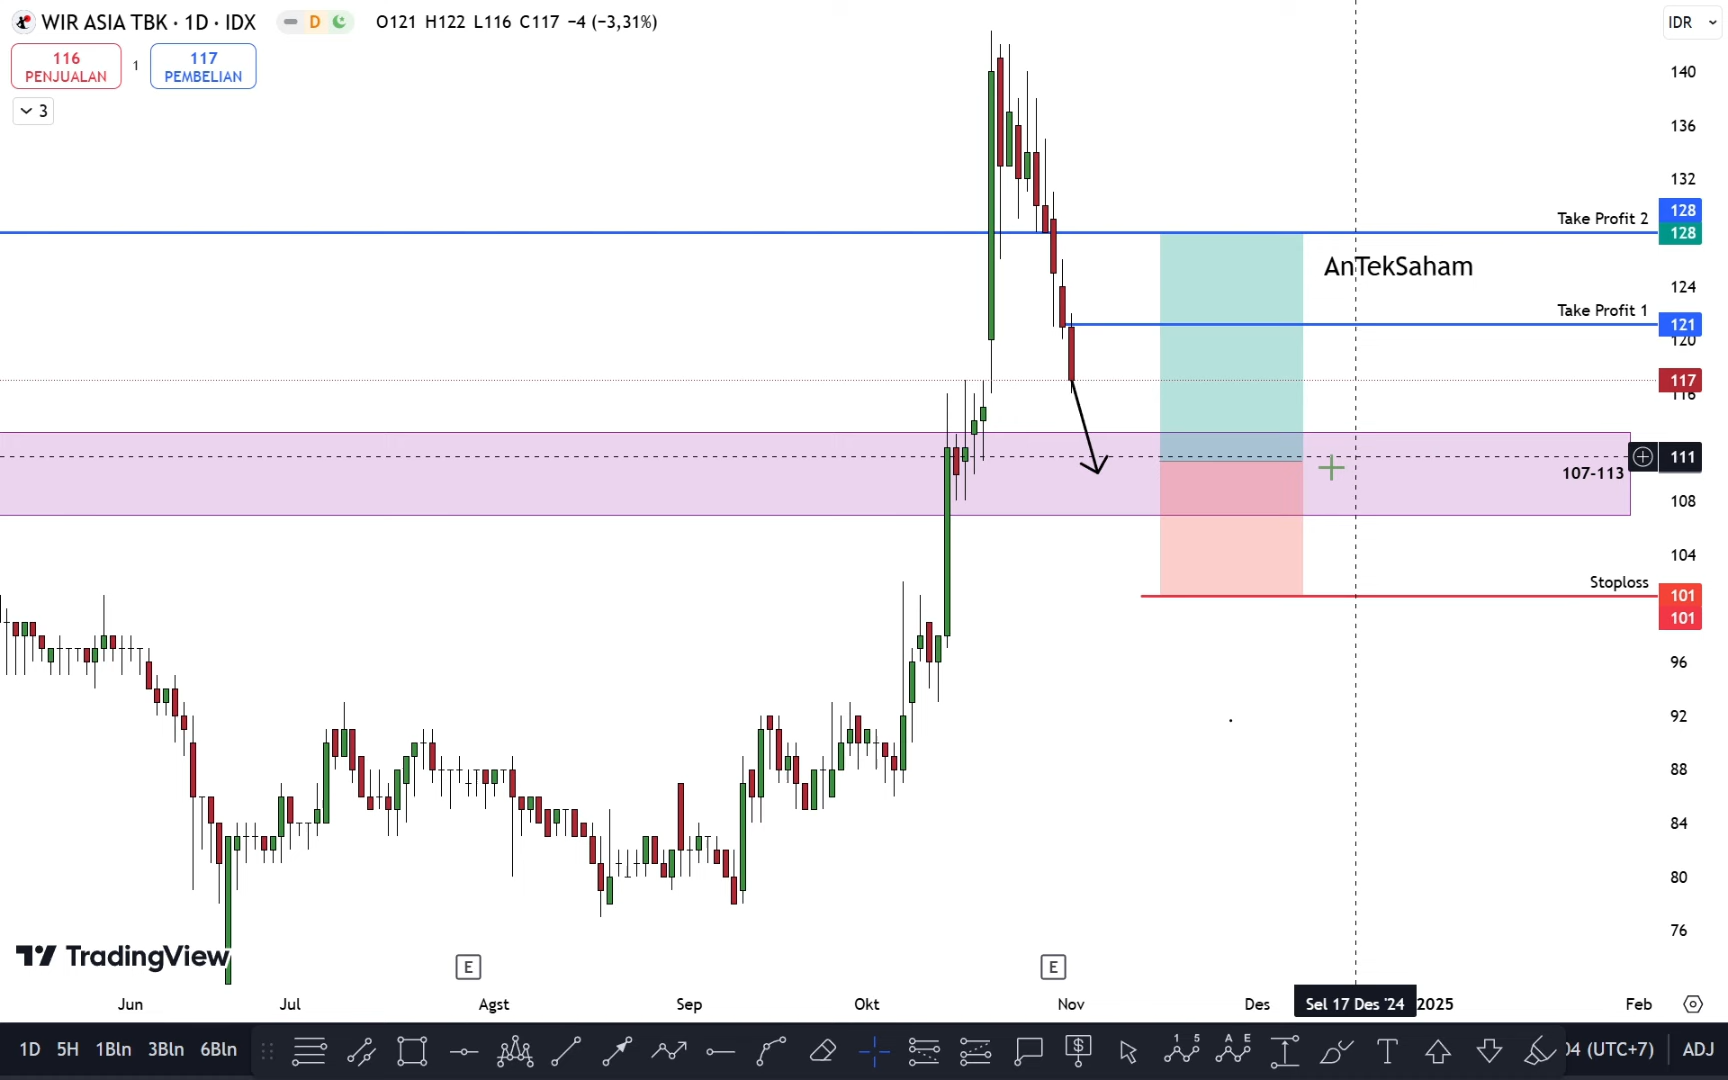 WIR ASIA TBK · 1D · IDX D O121 H122 L116 C117 −4 (−3,31%) IDR
116 1 117
PENJUALAN PEMBELIAN
3
140
136
132
Take Profit 2 128
128
AnTekSaham
124
Take Profit 1 121
120
117
116
111
107-113
108
104
Stoploss 101
101
96
92
88
84
80
76
TradingView
E E
Jun Jul Agst Sep Okt Nov Des Sel 17 Des '24 2025 Feb
1D 5H 1Bln 3Bln 6Bln 1 5 A E $ T 04 (UTC+7) ADJ